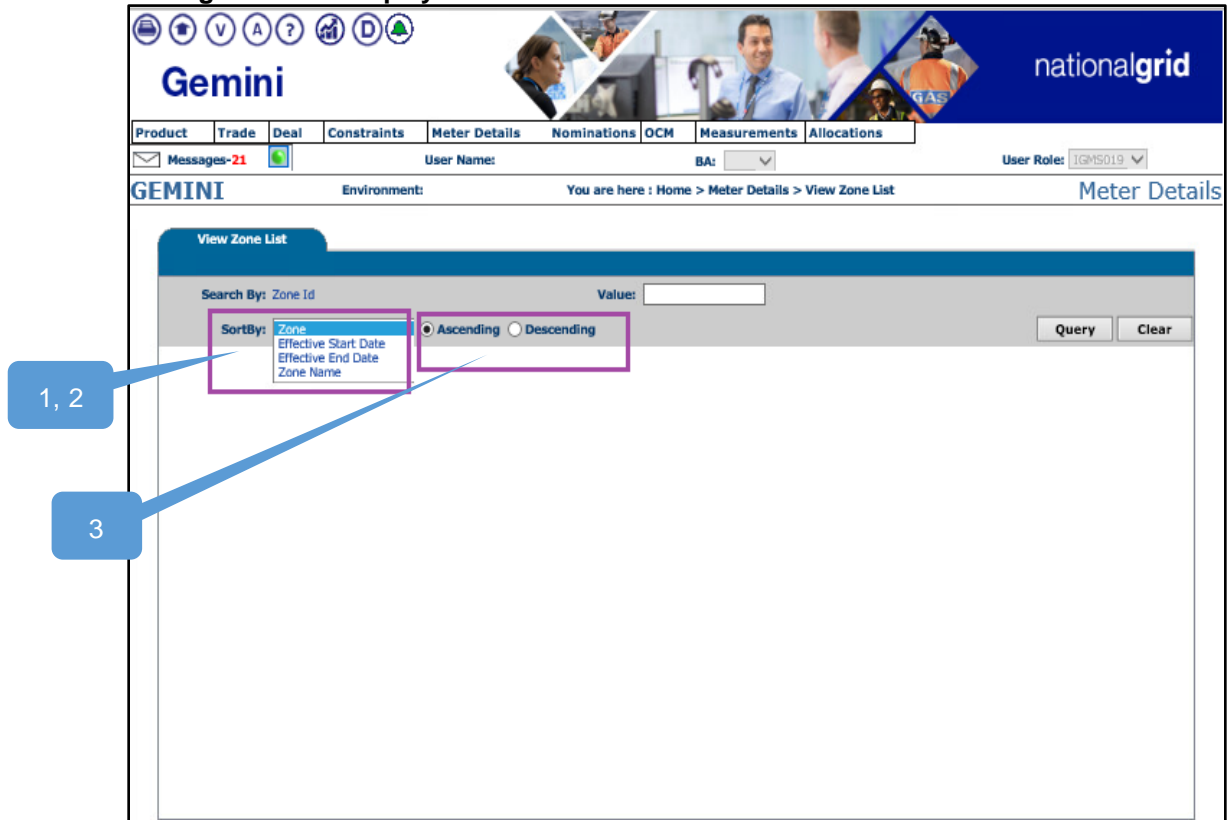 V A ? D
Gemini
nationalgrid
GAS
Product Trade Deal Constraints Meter Details Nominations OCM Measurements Allocations
Messages-21 User Name: BA: User Role: IGMS019
GEMINI Environment: You are here : Home > Meter Details > View Zone List Meter Details
View Zone List
Search By: Zone Id Value:
SortBy: Zone Ascending Descending Query Clear
Effective Start Date
Effective End Date
Zone Name
1, 2
3